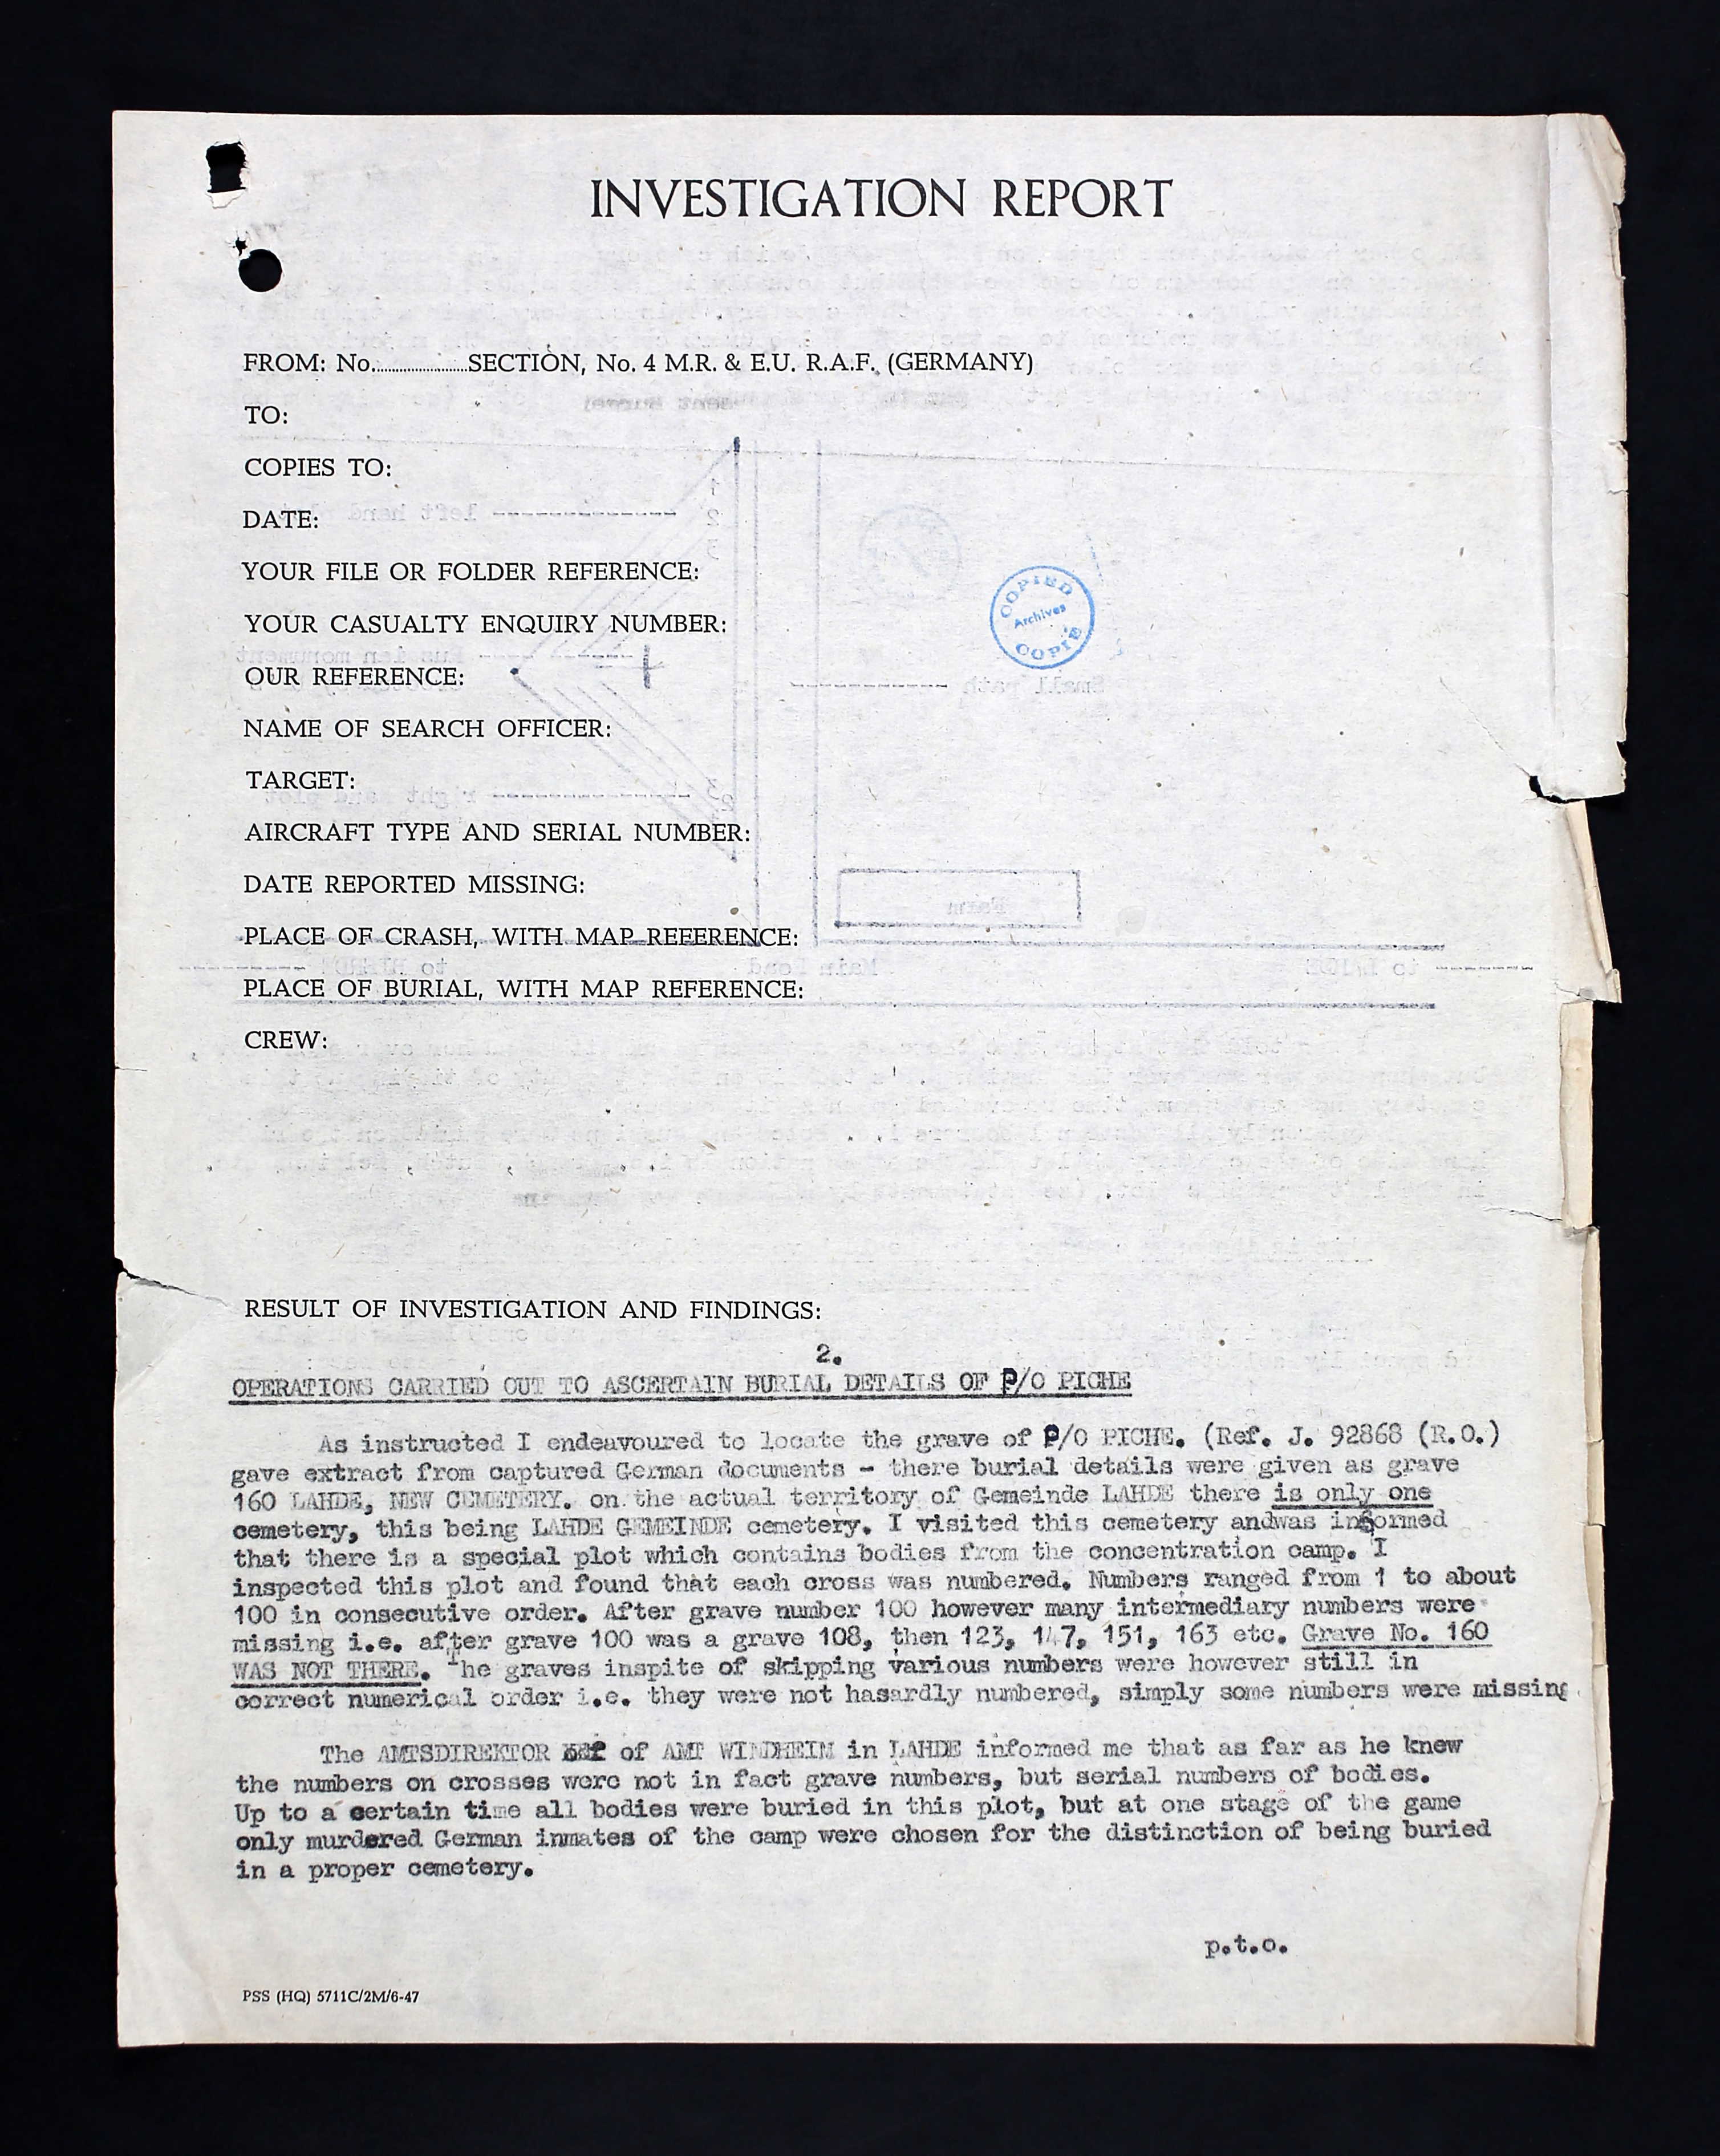 INVESTIGATION REPORT
FROM: No.............SECTION, No. 4 M.R. & E.U. R.A.F. (GERMANY)
TO:
COPIES TO:
DATE:
YOUR FILE OR FOLDER REFERENCE:
YOUR CASUALTY ENQUIRY NUMBER:
COPIED
Archives
COPIE
OUR REFERENCE:
NAME OF SEARCH OFFICER:
TARGET:
AIRCRAFT TYPE AND SERIAL NUMBER:
DATE REPORTED MISSING:
PLACE OF CRASH, WITH MAP REFERENCE:
PLACE OF BURIAL, WITH MAP REFERENCE:
CREW:
RESULT OF INVESTIGATION AND FINDINGS:
2.
OPERATIONS CARRIED OUT TO ASCERTAIN BURIAL DETAILS OF P/O PICHE
As instructed I endeavoured to locate the grave of P/O PICHE. (Ref. J. 92868 (R.O.)
gave extract from captured German documents - there burial details were given as grave
160 LAHDE, NEW CEMETERY. on the actual territory of Gemeinde LAHDE there is only one
cemetery, this being LAHDE GEMEINDE cemetery. I visited this cemetery andwas informed
that there is a special plot which contains bodies from the concentration camp. I
inspected this plot and found that each cross was numbered. Numbers ranged from 1 to about
100 in consecutive order. After grave number 100 however many intermediary numbers were
missing i.e. after grave 100 was a grave 108, then 123, 147, 151, 163 etc. Grave No. 160
WAS NOT THERE. The graves inspite of skipping various numbers were however still in
correct numerical order i.e. they were not hasardly numbered, simply some numbers were missing.
The AMTSDIREKTOR of AMT WINDHEIM in LAHDE informed me that as far as he knew
the numbers on crosses were not in fact grave numbers, but serial numbers of bodies.
Up to a certain time all bodies were buried in this plot, but at one stage of the game
only murdered German inmates of the camp were chosen for the distinction of being buried
in a proper cemetery.
p.t.o.
PSS (HQ) 5711C/2M/6-47